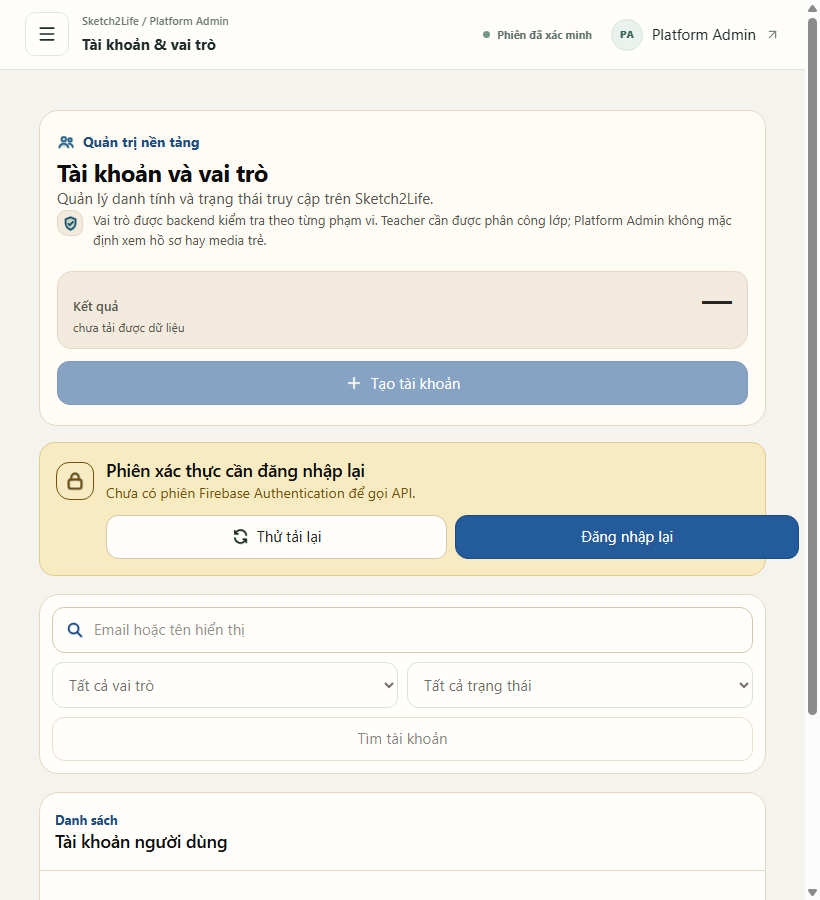 Sketch2Life / Platform Admin
Tài khoản & vai trò
Phiên đã xác minh
PA
Platform Admin
Quản trị nền tảng
Tài khoản và vai trò
Quản lý danh tính và trạng thái truy cập trên Sketch2Life.
Vai trò được backend kiểm tra theo từng phạm vi. Teacher cần được phân công lớp; Platform Admin không mặc
định xem hồ sơ hay media trẻ.
Kết quả
—
chưa tải được dữ liệu
+ Tạo tài khoản
Phiên xác thực cần đăng nhập lại
Chưa có phiên Firebase Authentication để gọi API.
Thử tải lại
Đăng nhập lại
Email hoặc tên hiển thị
Tất cả vai trò
Tất cả trạng thái
Tìm tài khoản
Danh sách
Tài khoản người dùng